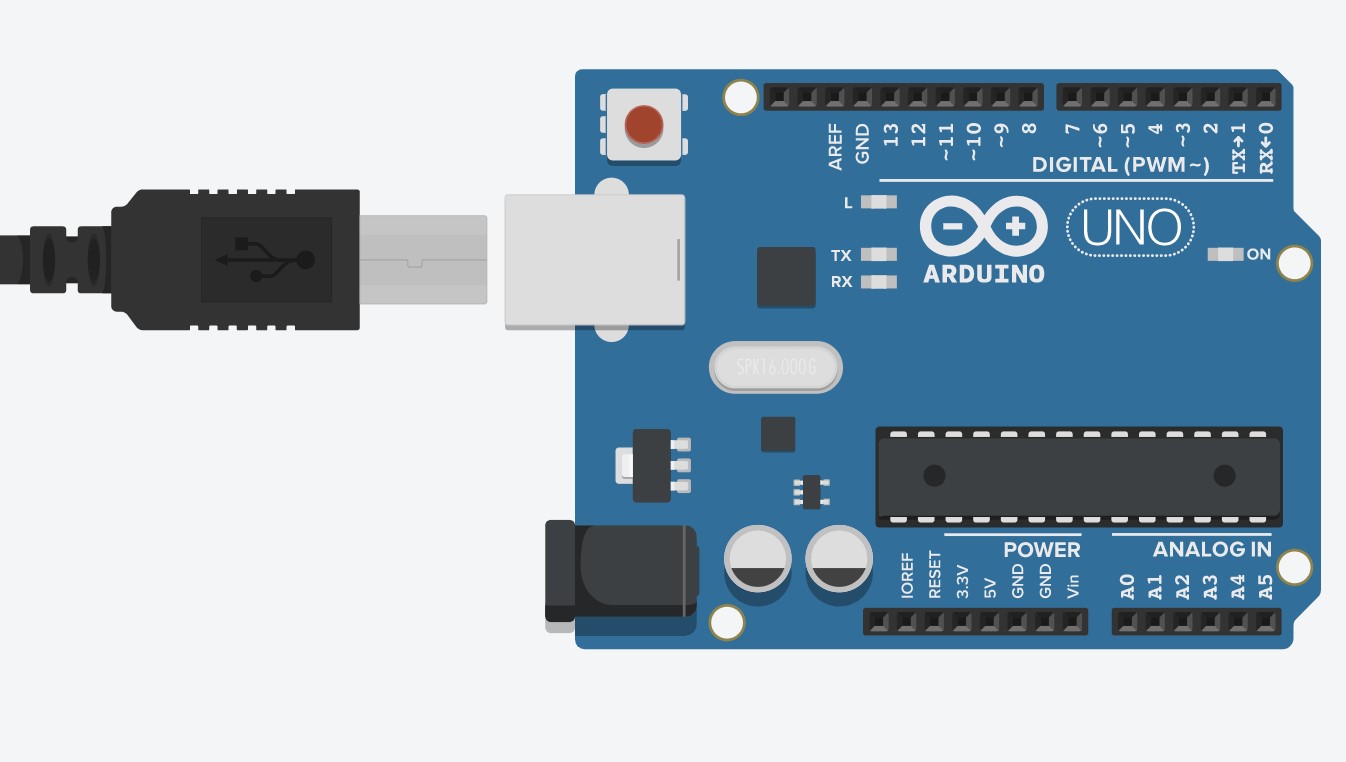 AREF
GND
13
12
~11
~10
~9
8
7
~6
~5
4
~3
2
TX→1
RX←0
DIGITAL (PWM~)
L
TX
RX
ARDUINO
UNO
ON
SPK16.000G
POWER
ANALOG IN
IOREF
RESET
3.3V
5V
GND
GND
Vin
A0
A1
A2
A3
A4
A5